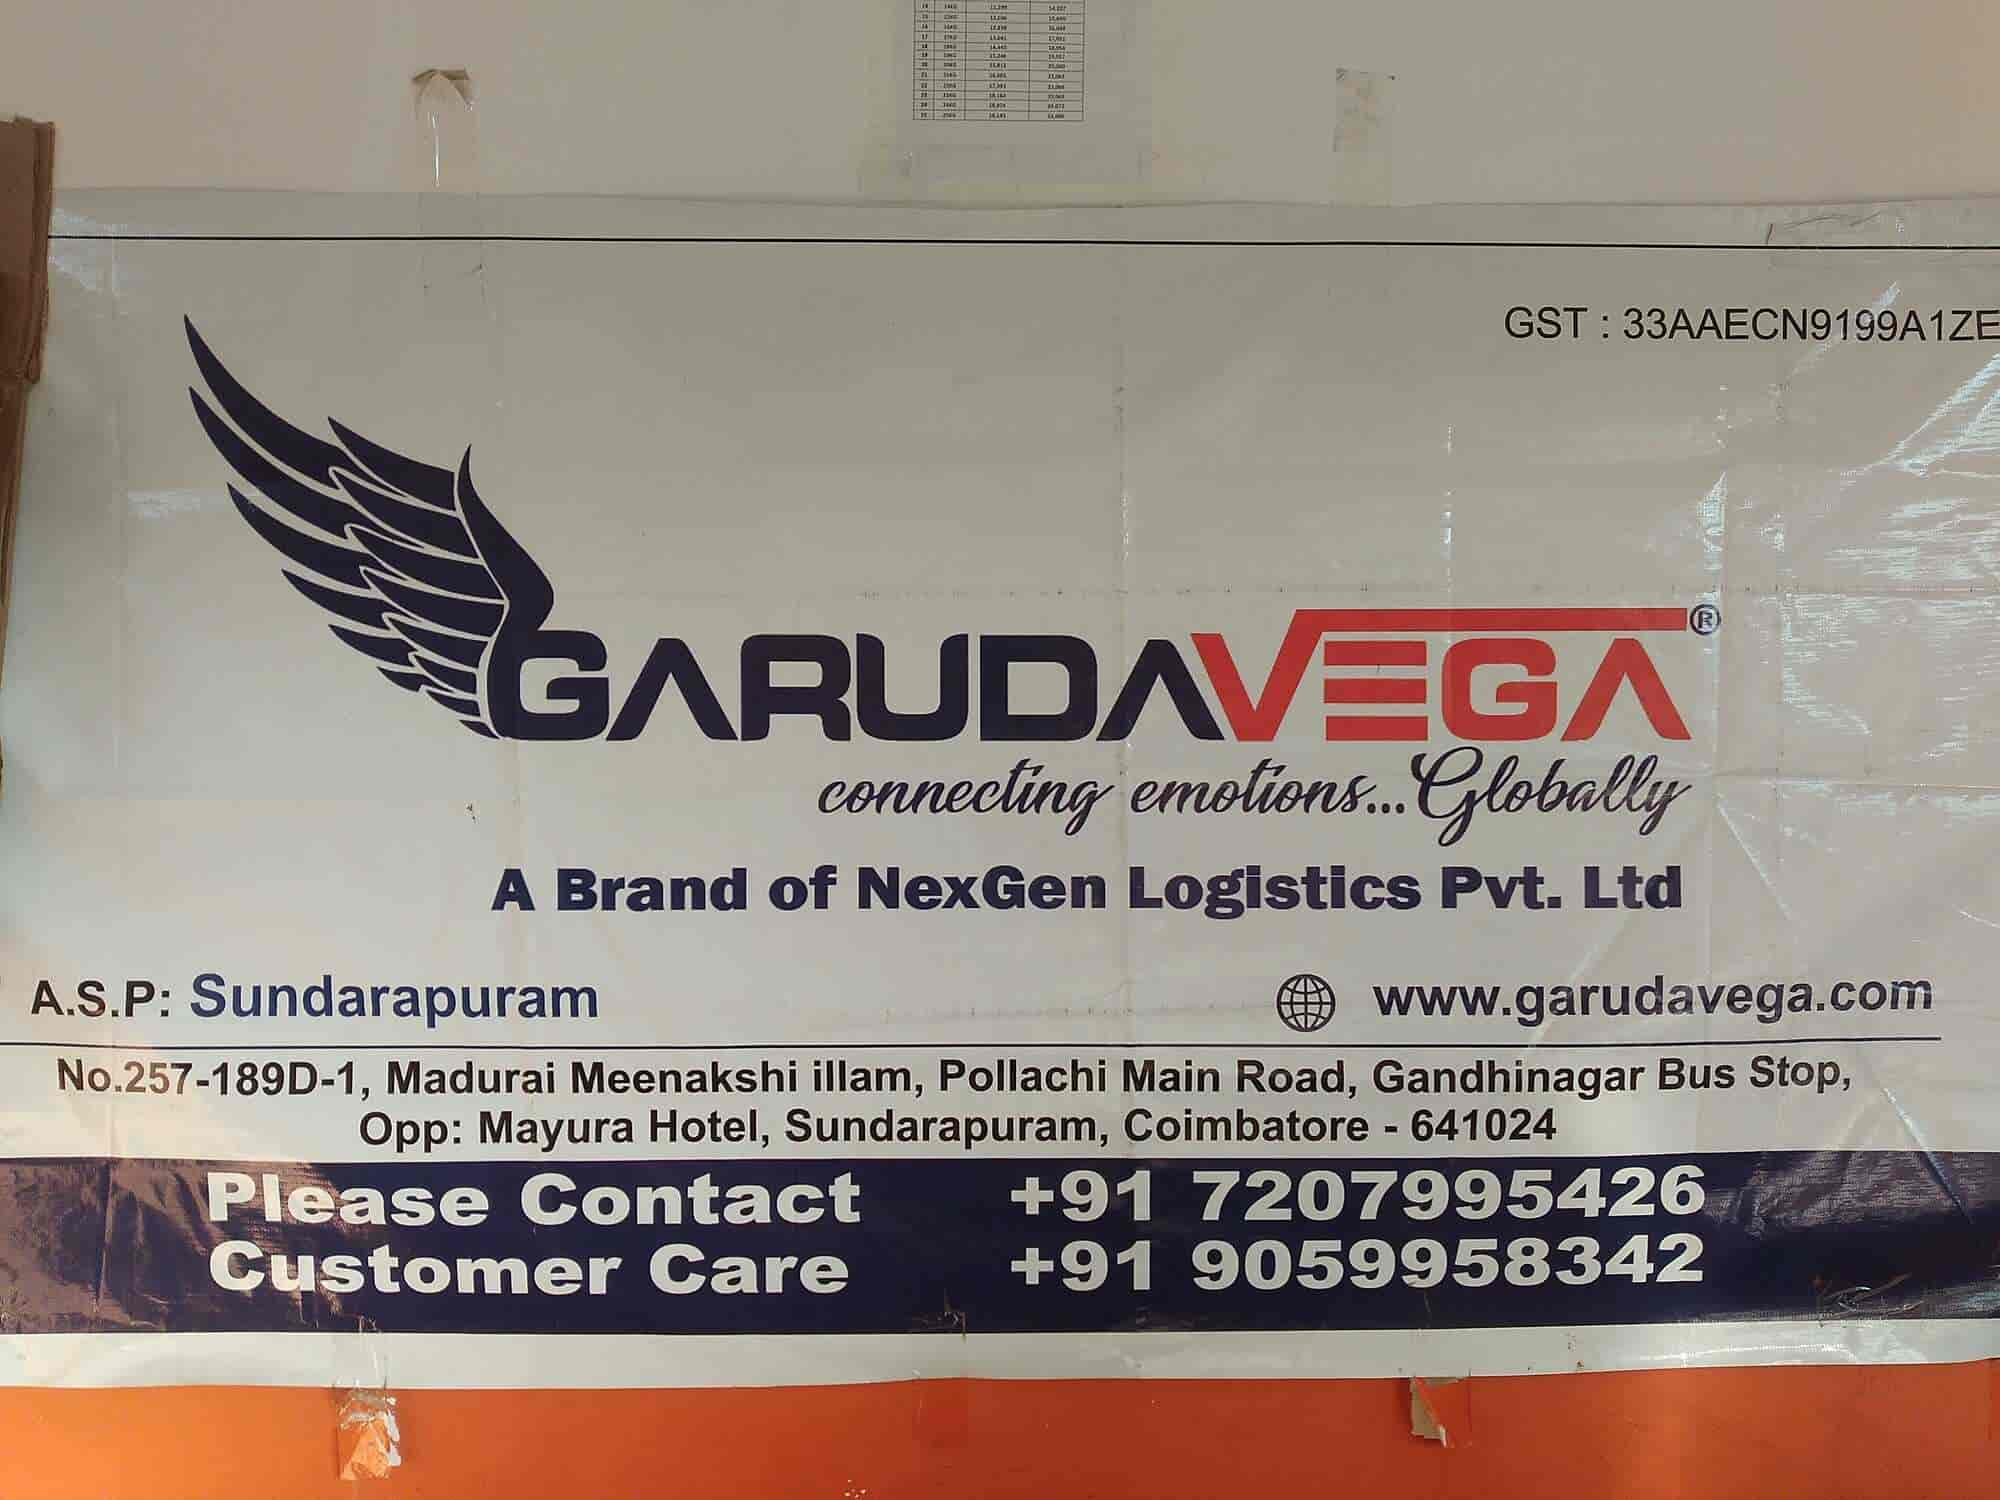 GST : 33AAECN9199A1ZE
GARUDAVEGA®
connecting emotions...Globally
A Brand of NexGen Logistics Pvt. Ltd
A.S.P: Sundarapuram
www.garudavega.com
No.257-189D-1, Madurai Meenakshi illam, Pollachi Main Road, Gandhinagar Bus Stop,
Opp: Mayura Hotel, Sundarapuram, Coimbatore - 641024
Please Contact +91 7207995426
Customer Care +91 9059958342